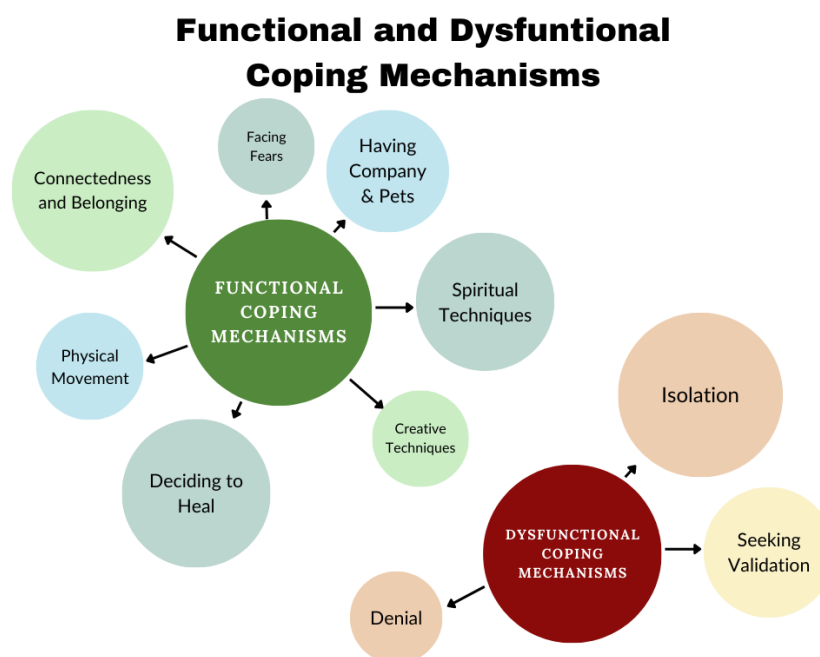 Functional and Dysfuntional
Coping Mechanisms
Facing
Fears
Having
Company
& Pets
Connectedness
and Belonging
FUNCTIONAL
COPING
MECHANISMS
Spiritual
Techniques
Physical
Movement
Creative
Techniques
Deciding to
Heal
Isolation
DYSFUNCTIONAL
COPING
MECHANISMS
Seeking
Validation
Denial